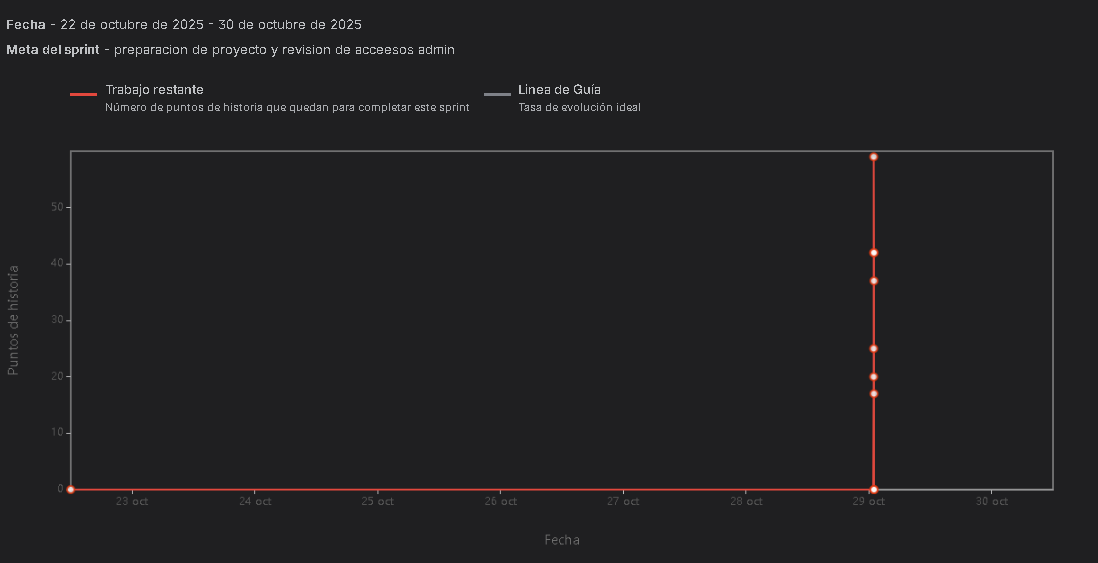 Fecha - 22 de octubre de 2025 - 30 de octubre de 2025
Meta del sprint - preparacion de proyecto y revision de acceesos admin
Trabajo restante
Número de puntos de historia que quedan para completar este sprint
Linea de Guía
Tasa de evolución ideal
Puntos de historia
50
40
30
20
10
0
23 oct 24 oct 25 oct 26 oct 27 oct 28 oct 29 oct 30 oct
Fecha